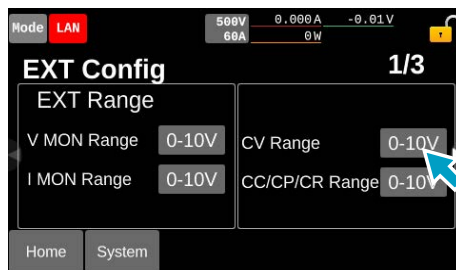 Mode LAN 500V 0.000A -0.01V
60A 0W
EXT Config 1/3
EXT Range
V MON Range 0-10V CV Range 0-10V
I MON Range 0-10V CC/CP/CR Range 0-10V
Home System